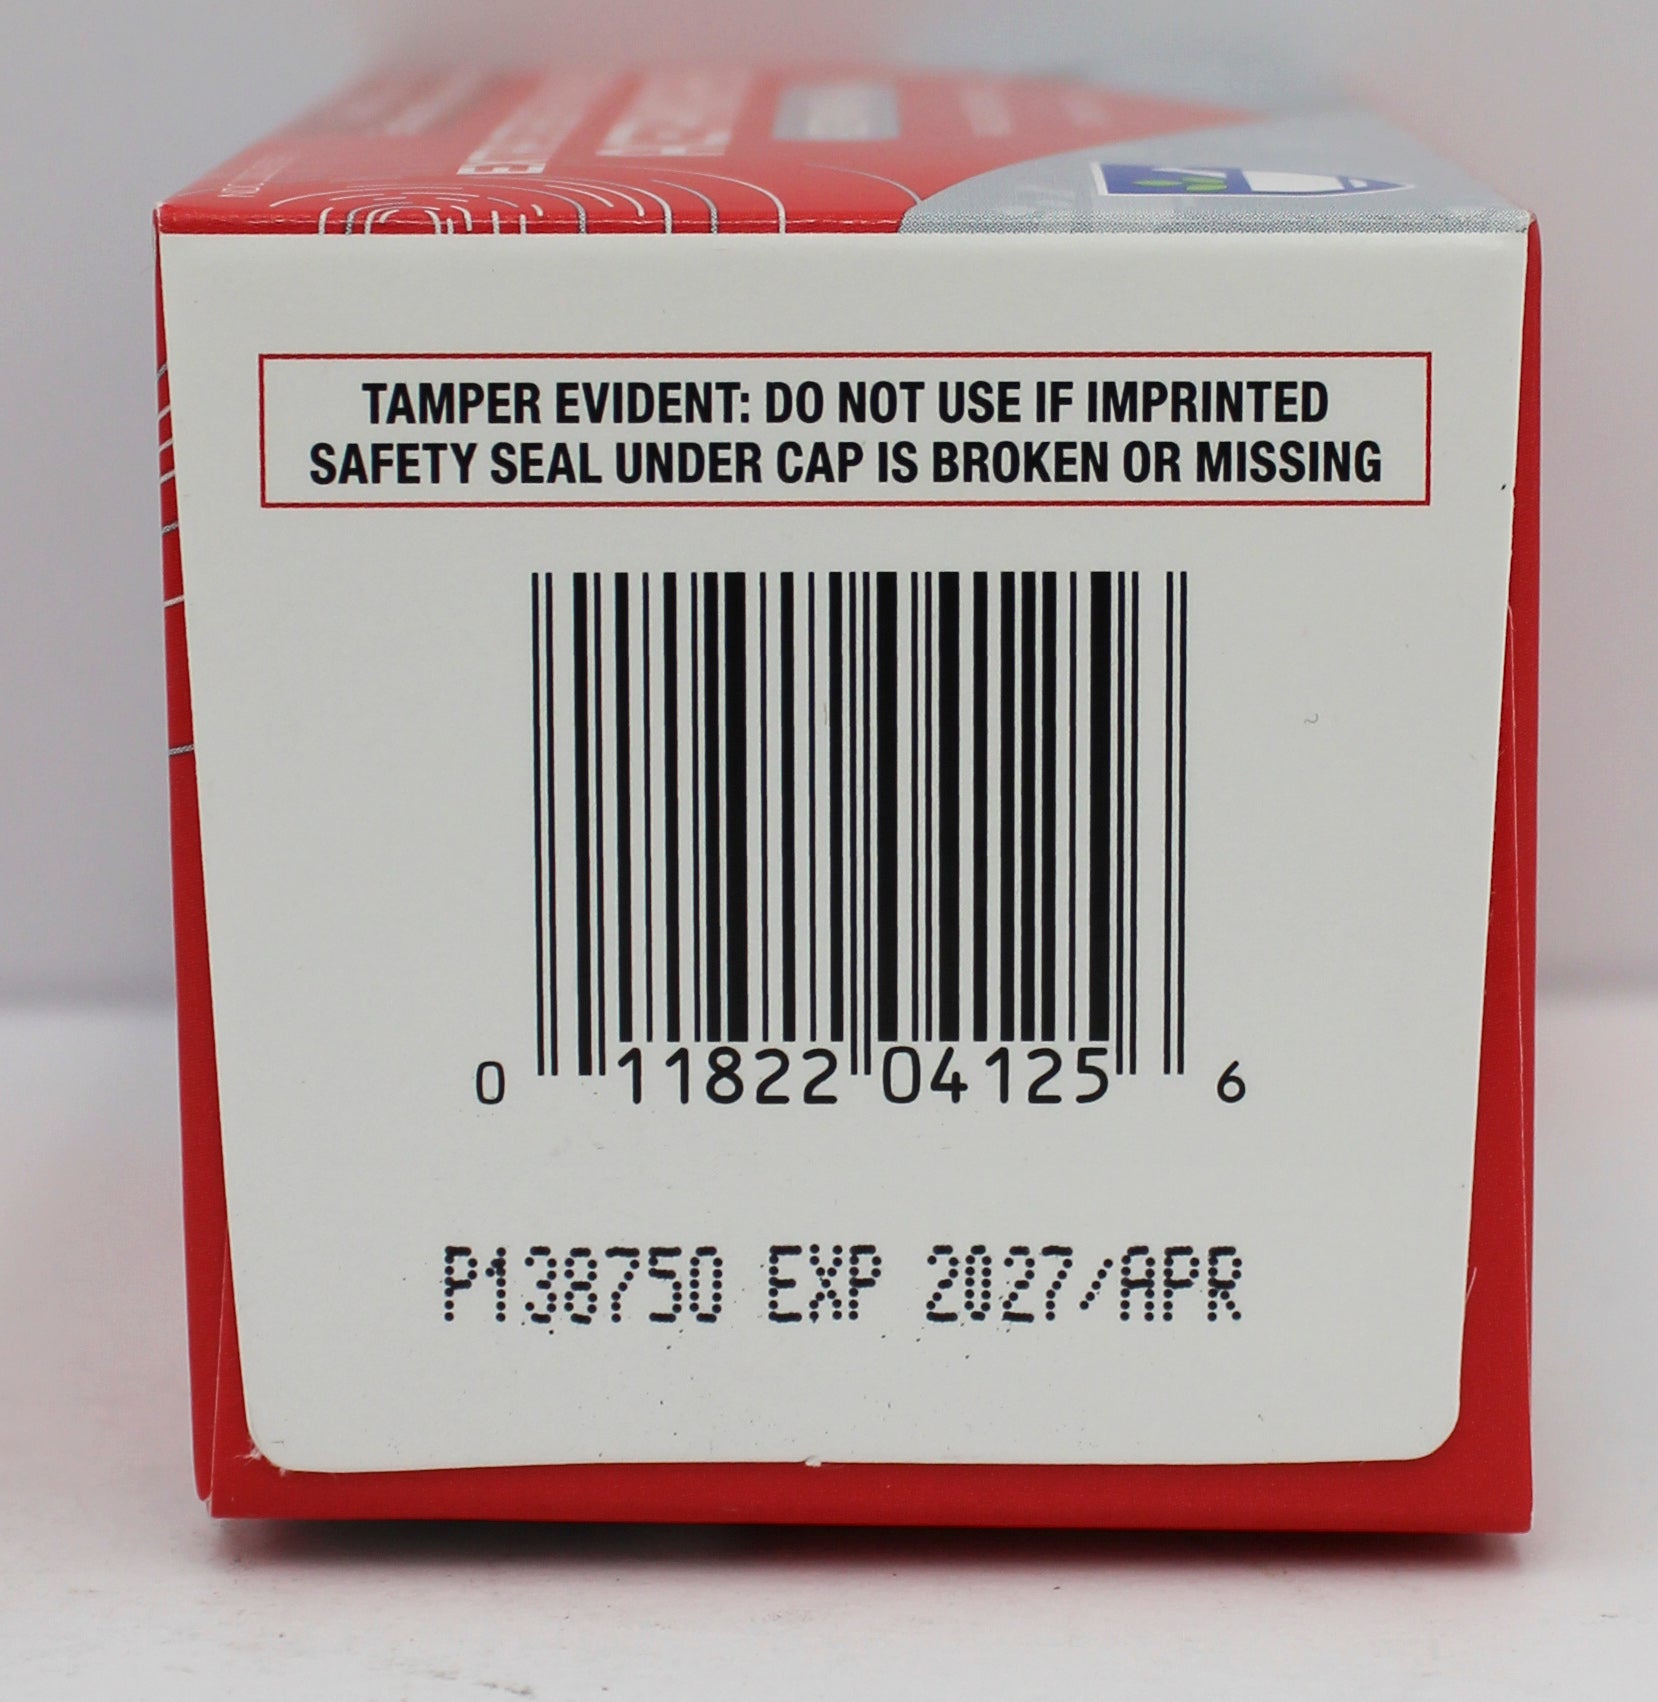 TAMPER EVIDENT: DO NOT USE IF IMPRINTED
SAFETY SEAL UNDER CAP IS BROKEN OR MISSING
0 11822 04125 6
P138750 EXP 2027/APR